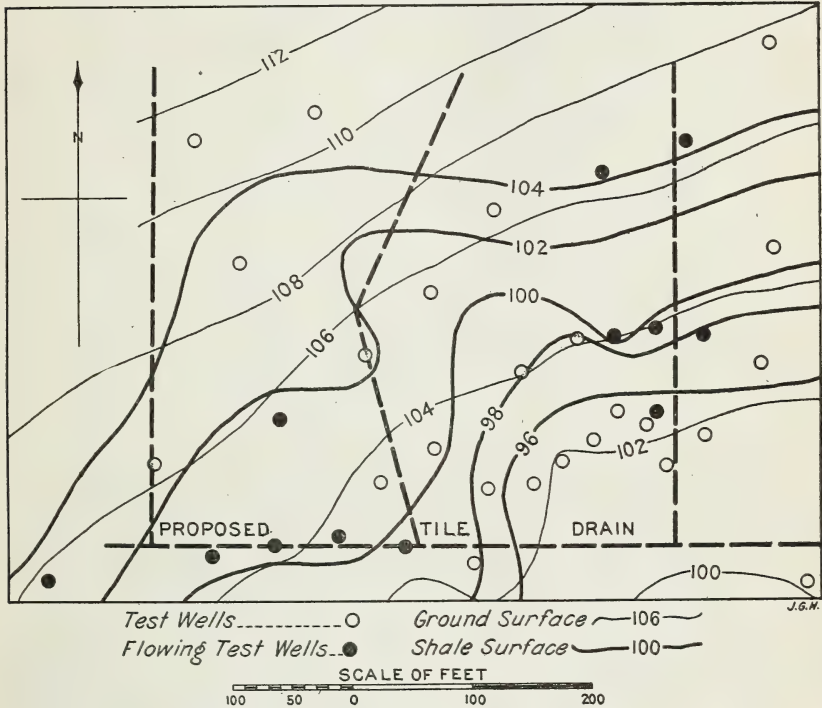 112
N
110
104
102
108
100
106
104
98
96
102
PROPOSED TILE DRAIN
100
J.G.H.
Test Wells
Ground Surface 106
Flowing Test Wells
Shale Surface 100
SCALE OF FEET
100 50 0 100 200